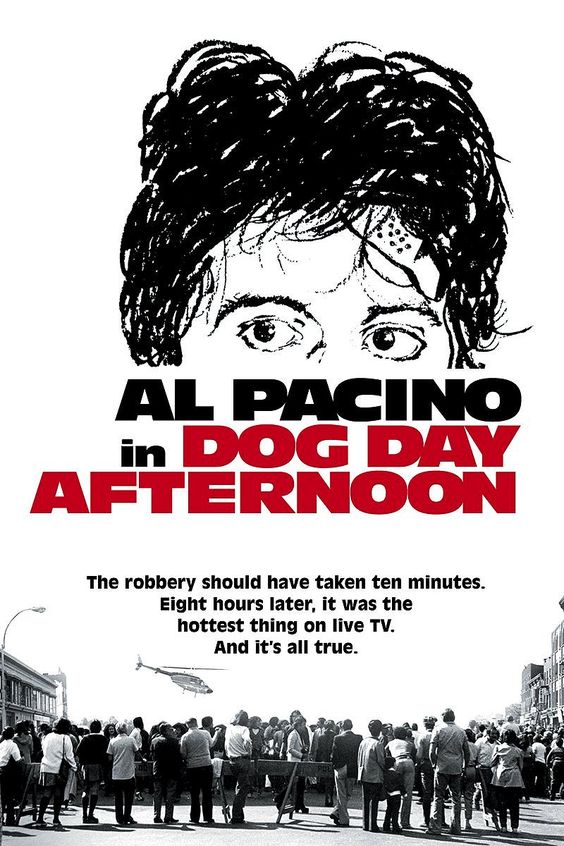 AL PACINO
in DOG DAY
AFTERNOON
The robbery should have taken ten minutes.
Eight hours later, it was the
hottest thing on live TV.
And it's all true.